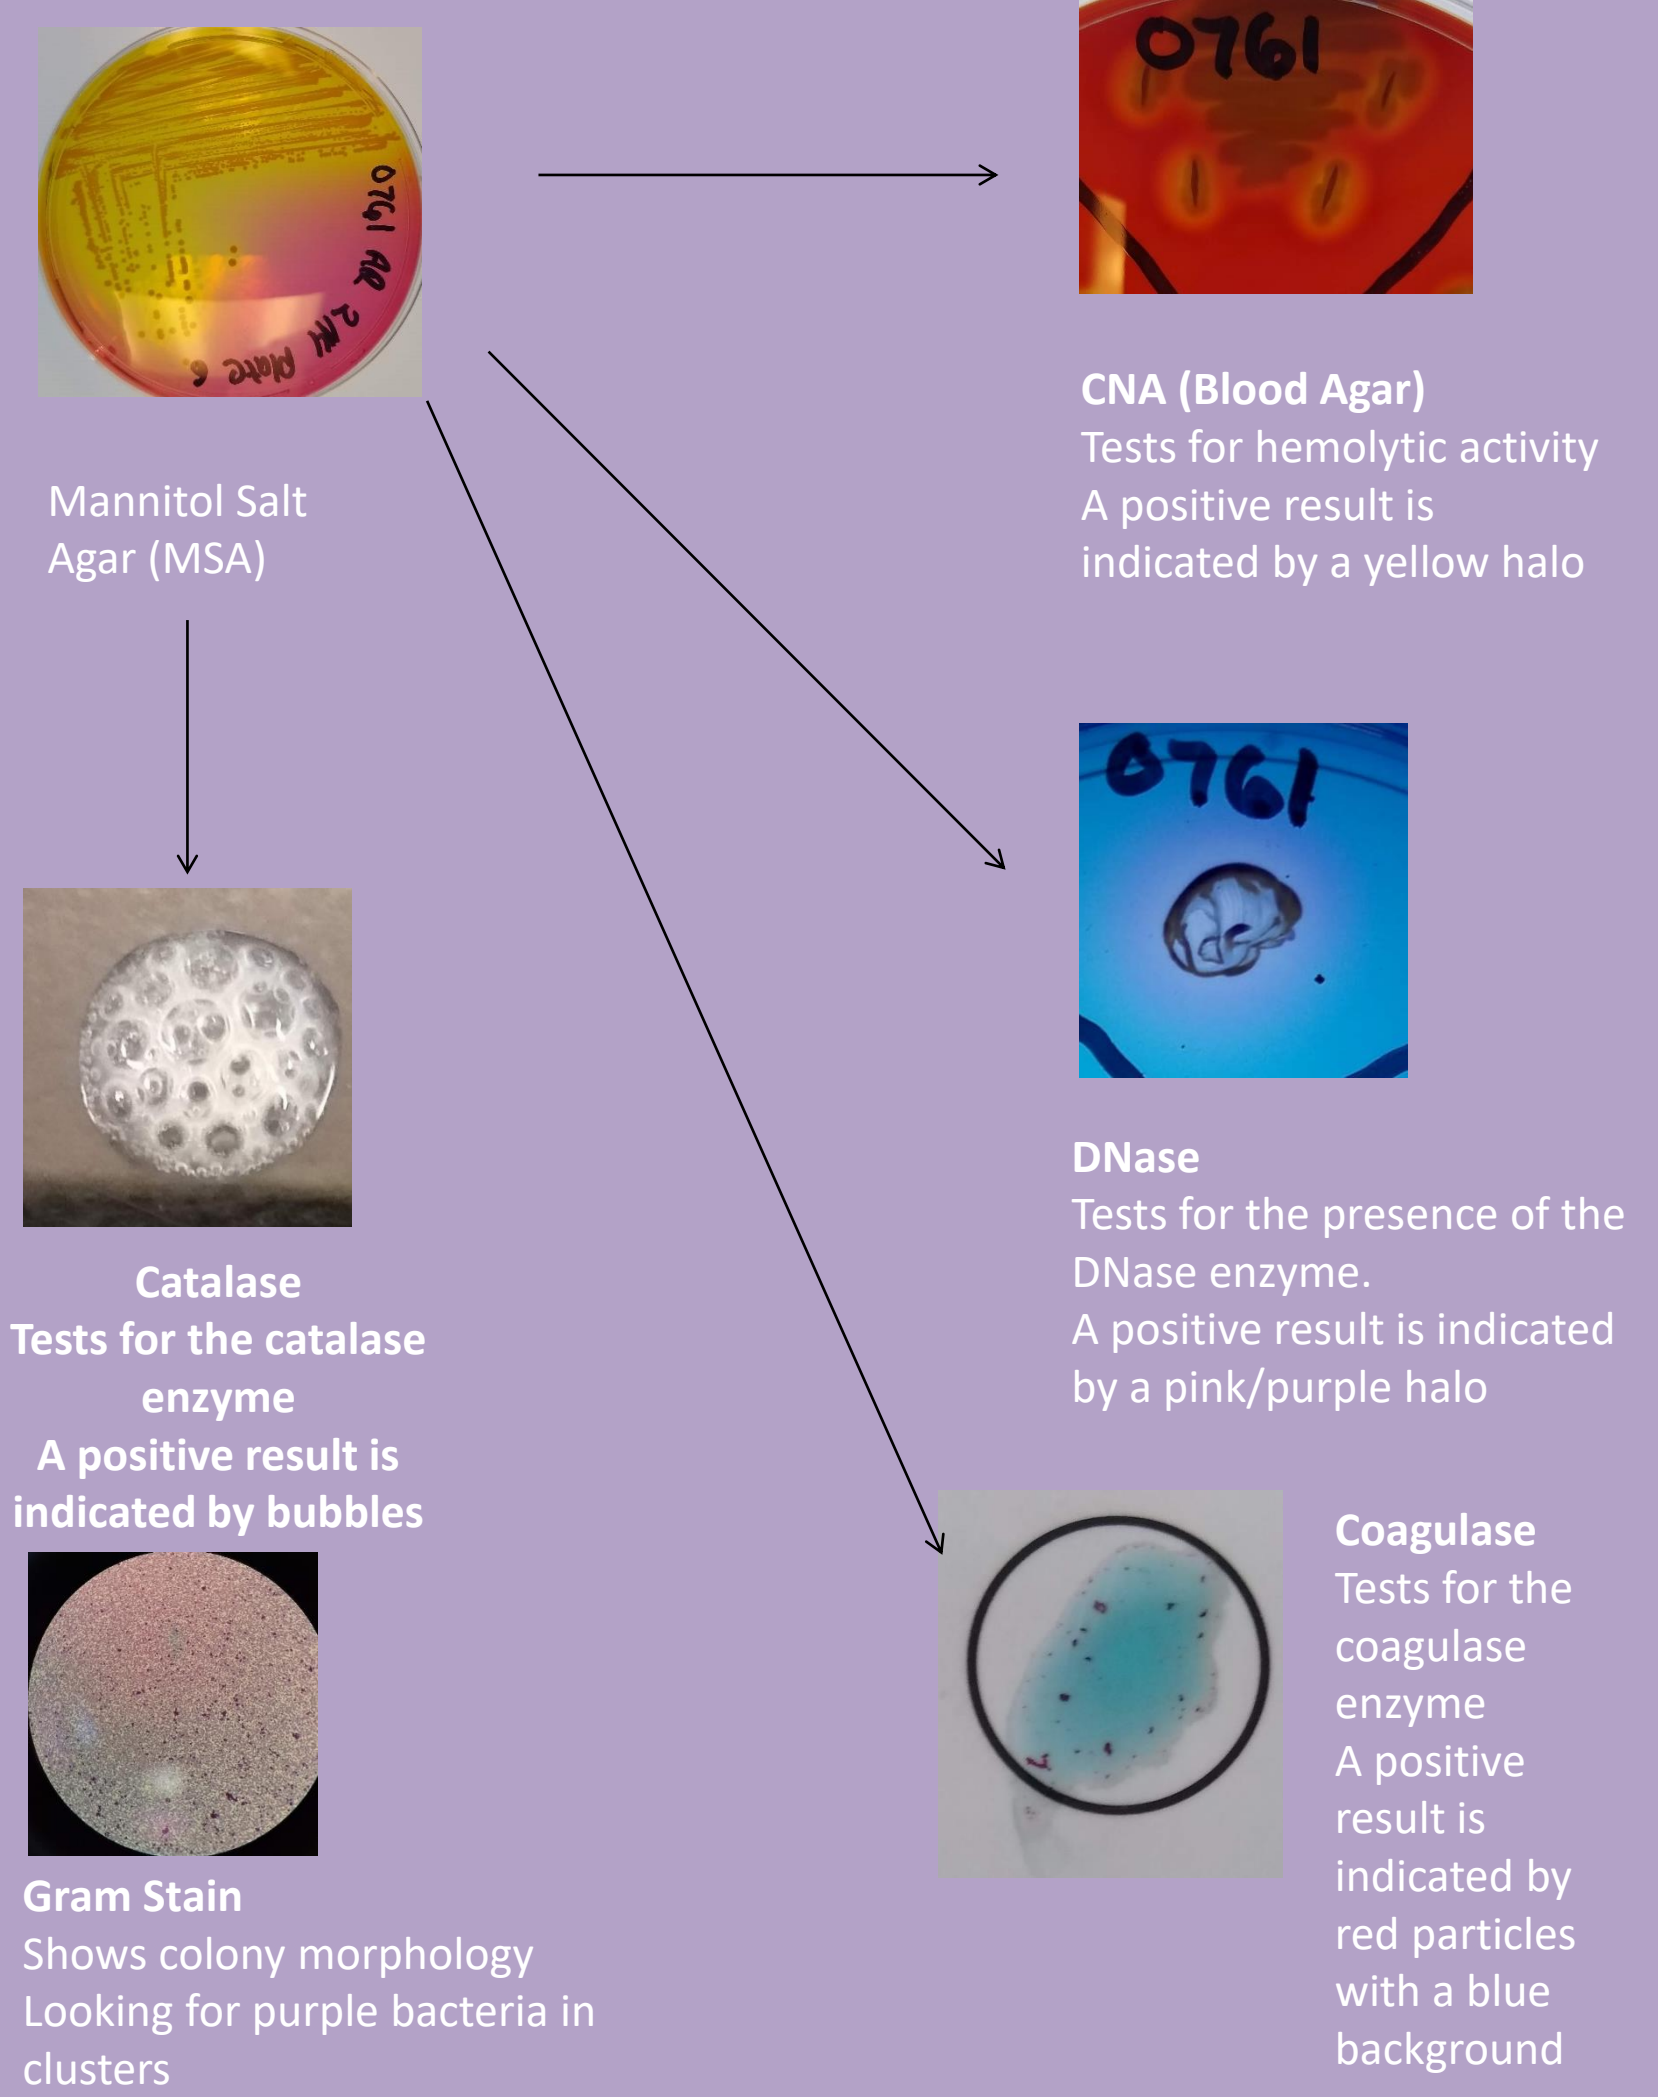 0761 AR
2/11
Plate 6
Mannitol Salt
Agar (MSA)
0761
CNA (Blood Agar)
Tests for hemolytic activity
A positive result is
indicated by a yellow halo
0761
DNase
Tests for the presence of the
DNase enzyme.
A positive result is indicated
by a pink/purple halo
Catalase
Tests for the catalase
enzyme
A positive result is
indicated by bubbles
Gram Stain
Shows colony morphology
Looking for purple bacteria in
clusters
Coagulase
Tests for the
coagulase
enzyme
A positive
result is
indicated by
red particles
with a blue
background